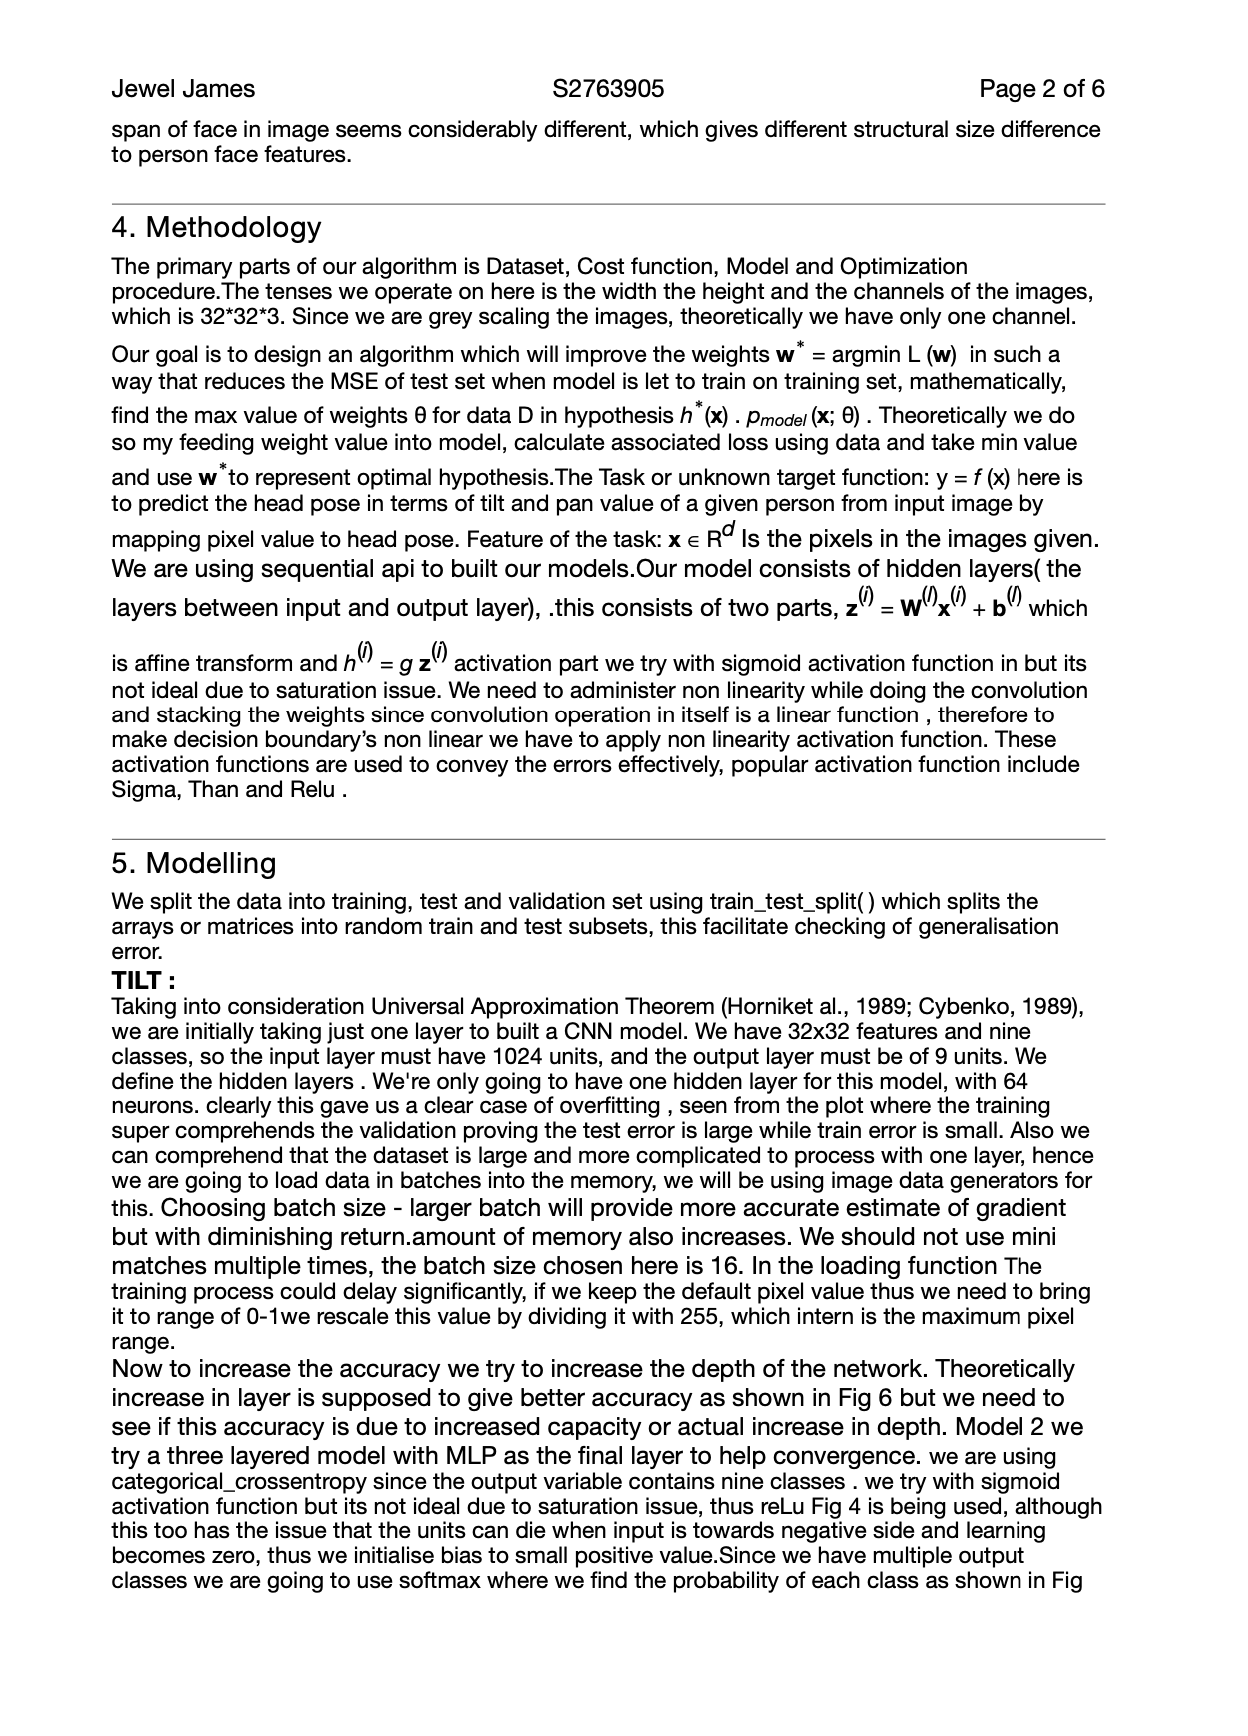 Jewel James S2763905 Page 2 of 6
span of face in image seems considerably different, which gives different structural size difference
to person face features.
4. Methodology
The primary parts of our algorithm is Dataset, Cost function, Model and Optimization
procedure.The tenses we operate on here is the width the height and the channels of the images,
which is 32*32*3. Since we are grey scaling the images, theoretically we have only one channel.
Our goal is to design an algorithm which will improve the weights w* = argmin L (w) in such a
way that reduces the MSE of test set when model is let to train on training set, mathematically,
find the max value of weights θ for data D in hypothesis h*(x) . pmodel (x; θ) . Theoretically we do
so my feeding weight value into model, calculate associated loss using data and take min value
and use w*to represent optimal hypothesis.The Task or unknown target function: y = f (x) here is
to predict the head pose in terms of tilt and pan value of a given person from input image by
mapping pixel value to head pose. Feature of the task: x ∈ Rd Is the pixels in the images given.
We are using sequential api to built our models.Our model consists of hidden layers( the
layers between input and output layer), .this consists of two parts, z(i) = W(l)x(i) + b(l) which
is affine transform and h(i) = g z(i) activation part we try with sigmoid activation function in but its
not ideal due to saturation issue. We need to administer non linearity while doing the convolution
and stacking the weights since convolution operation in itself is a linear function , therefore to
make decision boundary's non linear we have to apply non linearity activation function. These
activation functions are used to convey the errors effectively, popular activation function include
Sigma, Than and Relu .
5. Modelling
We split the data into training, test and validation set using train_test_split( ) which splits the
arrays or matrices into random train and test subsets, this facilitate checking of generalisation
error.
TILT :
Taking into consideration Universal Approximation Theorem (Horniket al., 1989; Cybenko, 1989),
we are initially taking just one layer to built a CNN model. We have 32x32 features and nine
classes, so the input layer must have 1024 units, and the output layer must be of 9 units. We
define the hidden layers . We're only going to have one hidden layer for this model, with 64
neurons. clearly this gave us a clear case of overfitting , seen from the plot where the training
super comprehends the validation proving the test error is large while train error is small. Also we
can comprehend that the dataset is large and more complicated to process with one layer, hence
we are going to load data in batches into the memory, we will be using image data generators for
this. Choosing batch size - larger batch will provide more accurate estimate of gradient
but with diminishing return.amount of memory also increases. We should not use mini
matches multiple times, the batch size chosen here is 16. In the loading function The
training process could delay significantly, if we keep the default pixel value thus we need to bring
it to range of 0-1we rescale this value by dividing it with 255, which intern is the maximum pixel
range.
Now to increase the accuracy we try to increase the depth of the network. Theoretically
increase in layer is supposed to give better accuracy as shown in Fig 6 but we need to
see if this accuracy is due to increased capacity or actual increase in depth. Model 2 we
try a three layered model with MLP as the final layer to help convergence. we are using
categorical_crossentropy since the output variable contains nine classes . we try with sigmoid
activation function but its not ideal due to saturation issue, thus reLu Fig 4 is being used, although
this too has the issue that the units can die when input is towards negative side and learning
becomes zero, thus we initialise bias to small positive value.Since we have multiple output
classes we are going to use softmax where we find the probability of each class as shown in Fig